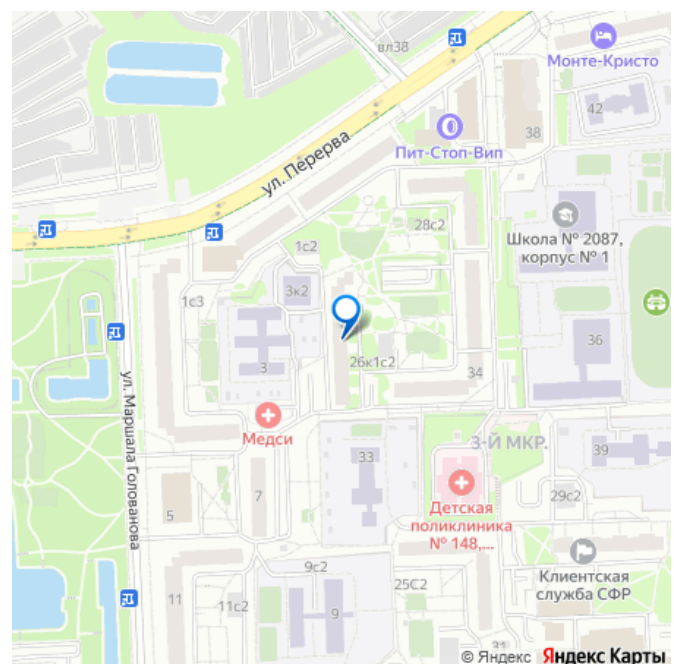 вл38
Монте-Кристо
42
38
ул. Перерва
Пит-Стоп-Вип
28с2
Школа № 2087,
корпус № 1
1с2
3к2
1с3
36
3
26к1с2
34
ул. Маршала Голованова
Медси
3-Й МКР.
33
39
7
Детская
поликлиника
№ 148,...
29с2
5
Клиентская
служба СФР
9с2
25С2
11
11с2
9
31
© Яндекс Яндекс Карты